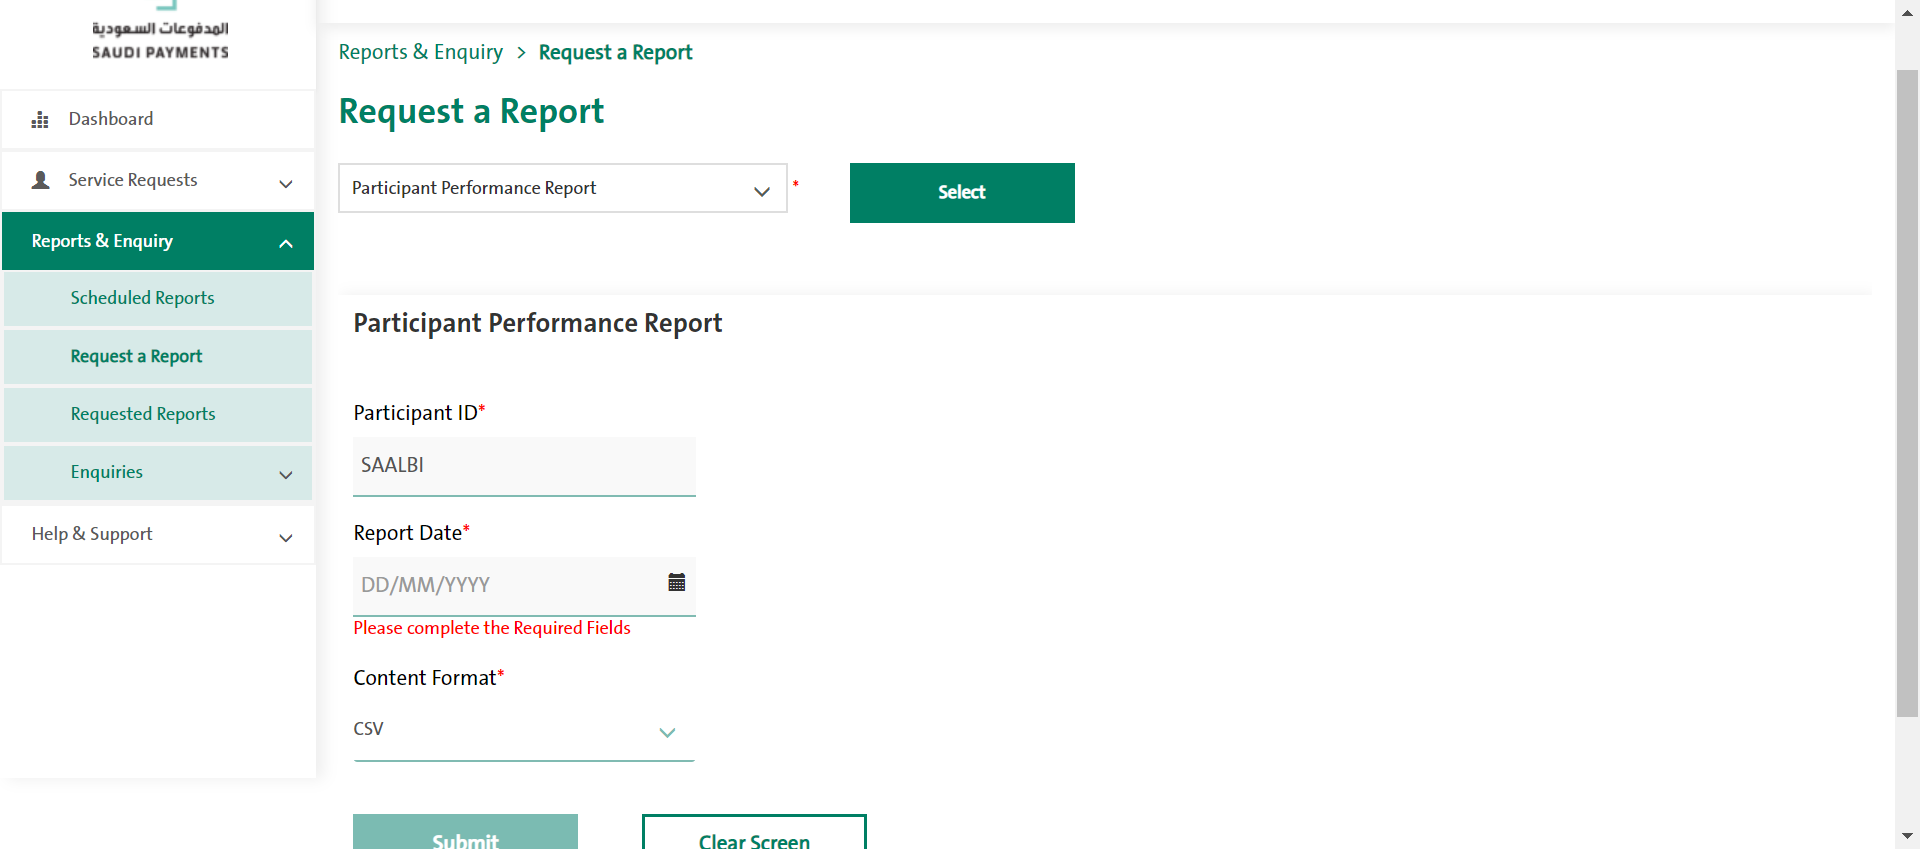 المدفوعات السعودية
SAUDI PAYMENTS
Dashboard
Service Requests
Reports & Enquiry
Scheduled Reports
Request a Report
Requested Reports
Enquiries
Help & Support
Reports & Enquiry > Request a Report
Request a Report
Participant Performance Report *
Select
Participant Performance Report
Participant ID*
SAALBI
Report Date*
DD/MM/YYYY
Please complete the Required Fields
Content Format*
CSV
Submit
Clear Screen